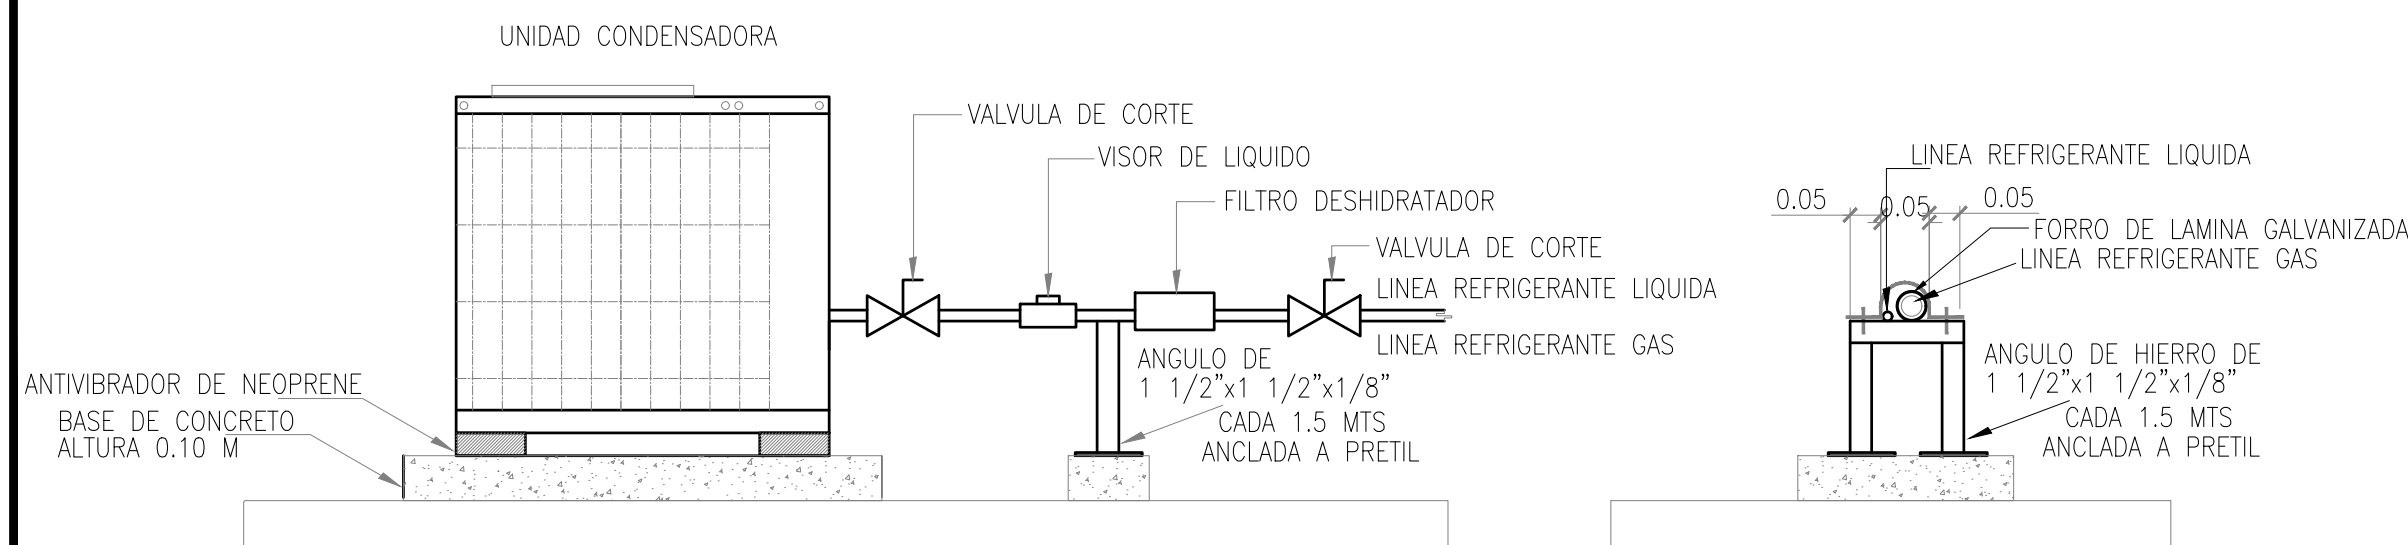 UNIDAD CONDENSADORA
VALVULA DE CORTE
VISOR DE LIQUIDO
FILTRO DESHIDRATADOR
VALVULA DE CORTE
LINEA REFRIGERANTE LIQUIDA
LINEA REFRIGERANTE GAS
ANGULO DE
1 1/2"x1 1/2"x1/8"
CADA 1.5 MTS
ANCLADA A PRETIL
ANTIVIBRADOR DE NEOPRENE
BASE DE CONCRETO
ALTURA 0.10 M
LINEA REFRIGERANTE LIQUIDA
0.05
0.05
0.05
FORRO DE LAMINA GALVANIZADA
LINEA REFRIGERANTE GAS
ANGULO DE HIERRO DE
1 1/2"x1 1/2"x1/8"
CADA 1.5 MTS
ANCLADA A PRETIL